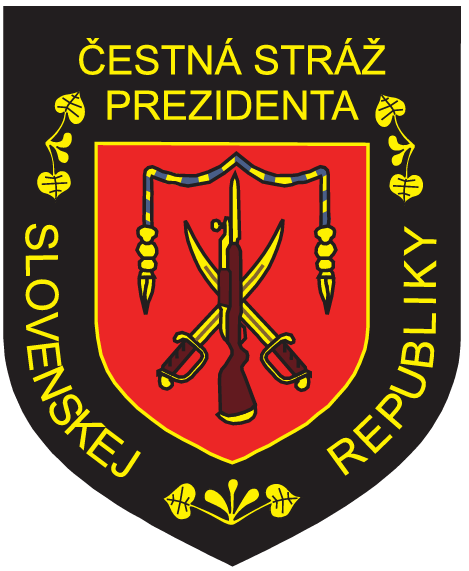 ČESTNÁ STRÁŽ
PREZIDENTA
SLOVENSKEJ
REPUBLIKY